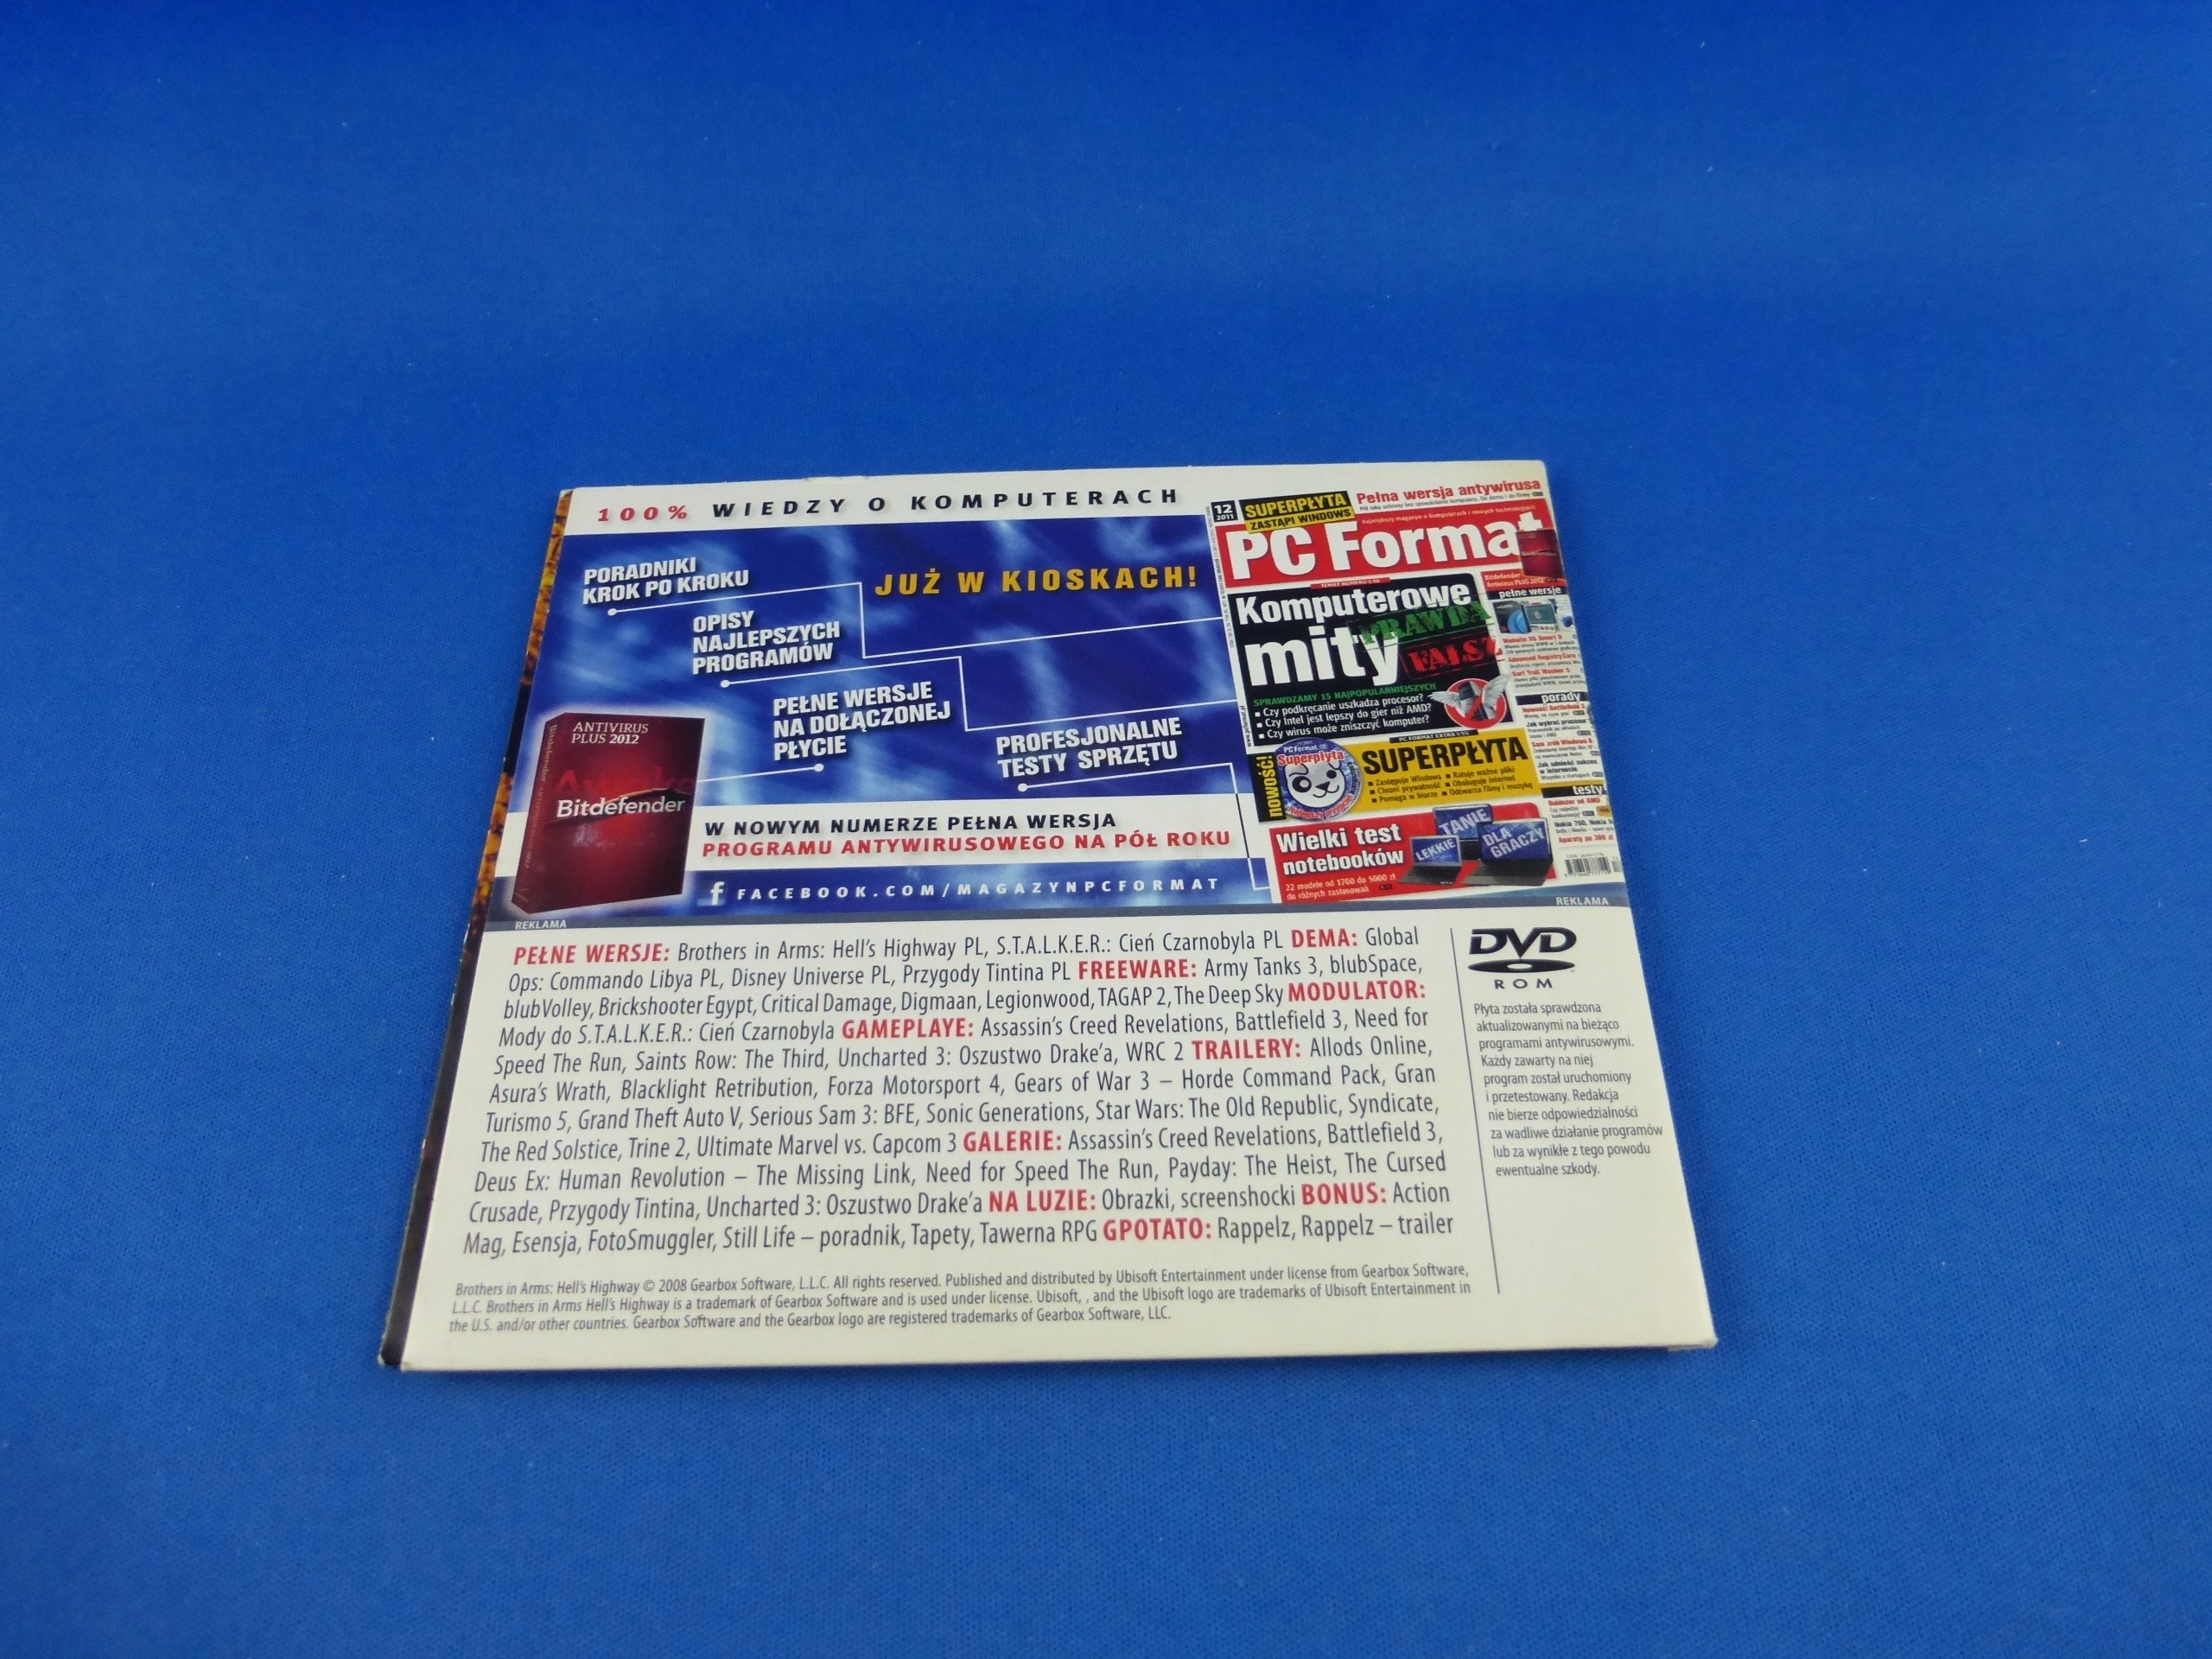 100% WIEDZY O KOMPUTERACH
PORADNIKI
KROK PO KROKU
JUŻ W KIOSKACH!
OPISY
NAJLEPSZYCH
PROGRAMÓW
PEŁNE WERSJE
NA DOŁĄCZONEJ
PŁYCIE
PROFESJONALNE
TESTY SPRZĘTU
ANTIVIRUS
PLUS 2012
Bitdefender
W NOWYM NUMERZE PEŁNA WERSJA
PROGRAMU ANTYWIRUSOWEGO NA PÓŁ ROKU
f FACEBOOK.COM/MAGAZYNPCFORMAT
REKLAMA
12
2011
SUPERPŁYTA
ZASTĄPI WINDOWS
Pełna wersja antywirusa
PC Format
Komputerowe
mity
PRAWDA
FAŁSZ
SPRAWDZAMY 15 NAJPOPULARNIEJSZYCH
Czy podkręcanie uszkadza procesor?
Czy Intel jest lepszy do gier niż AMD?
Czy wirus może zniszczyć komputer?
nowość!
Superpłyta
SUPERPŁYTA
Zastępuje Windows
Ratuje ważne pliki
Chroni prywatność
Obsługuje internet
Pomaga w biurze
Odtwarza filmy i muzykę
pełne wersje
porady
testy
Wielki test
notebooków
LEKKIE
TANIE
DLA
GRACZY
22 modele od 1700 do 5000 zł
do różnych zastosowań
REKLAMA
PEŁNE WERSJE: Brothers in Arms: Hell's Highway PL, S.T.A.L.K.E.R.: Cień Czarnobyla PL DEMA: Global
Ops: Commando Libya PL, Disney Universe PL, Przygody Tintina PL FREEWARE: Army Tanks 3, blubSpace,
blubVolley, Brickshooter Egypt, Critical Damage, Digmaan, Legionwood, TAGAP 2, The Deep Sky MODULATOR:
Mody do S.T.A.L.K.E.R.: Cień Czarnobyla GAMEPLAYE: Assassin's Creed Revelations, Battlefield 3, Need for
Speed The Run, Saints Row: The Third, Uncharted 3: Oszustwo Drake'a, WRC 2 TRAILERY: Allods Online,
Asura's Wrath, Blacklight Retribution, Forza Motorsport 4, Gears of War 3 – Horde Command Pack, Gran
Turismo 5, Grand Theft Auto V, Serious Sam 3: BFE, Sonic Generations, Star Wars: The Old Republic, Syndicate,
The Red Solstice, Trine 2, Ultimate Marvel vs. Capcom 3 GALERIE: Assassin's Creed Revelations, Battlefield 3,
Deus Ex: Human Revolution – The Missing Link, Need for Speed The Run, Payday: The Heist, The Cursed
Crusade, Przygody Tintina, Uncharted 3: Oszustwo Drake'a NA LUZIE: Obrazki, screenshocki BONUS: Action
Mag, Esensja, FotoSmuggler, Still Life – poradnik, Tapety, Tawerna RPG GPOTATO: Rappelz, Rappelz – trailer
Brothers in Arms: Hell's Highway © 2008 Gearbox Software, L.L.C. All rights reserved. Published and distributed by Ubisoft Entertainment under license from Gearbox Software,
L.L.C. Brothers in Arms Hell's Highway is a trademark of Gearbox Software and is used under license. Ubisoft, , and the Ubisoft logo are trademarks of Ubisoft Entertainment in
the U.S. and/or other countries. Gearbox Software and the Gearbox logo are registered trademarks of Gearbox Software, LLC.
DVD
ROM
Płyta została sprawdzona
aktualizowanymi na bieżąco
programami antywirusowymi.
Każdy zawarty na niej
program został uruchomiony
i przetestowany. Redakcja
nie bierze odpowiedzialności
za wadliwe działanie programów
lub za wynikłe z tego powodu
ewentualne szkody.